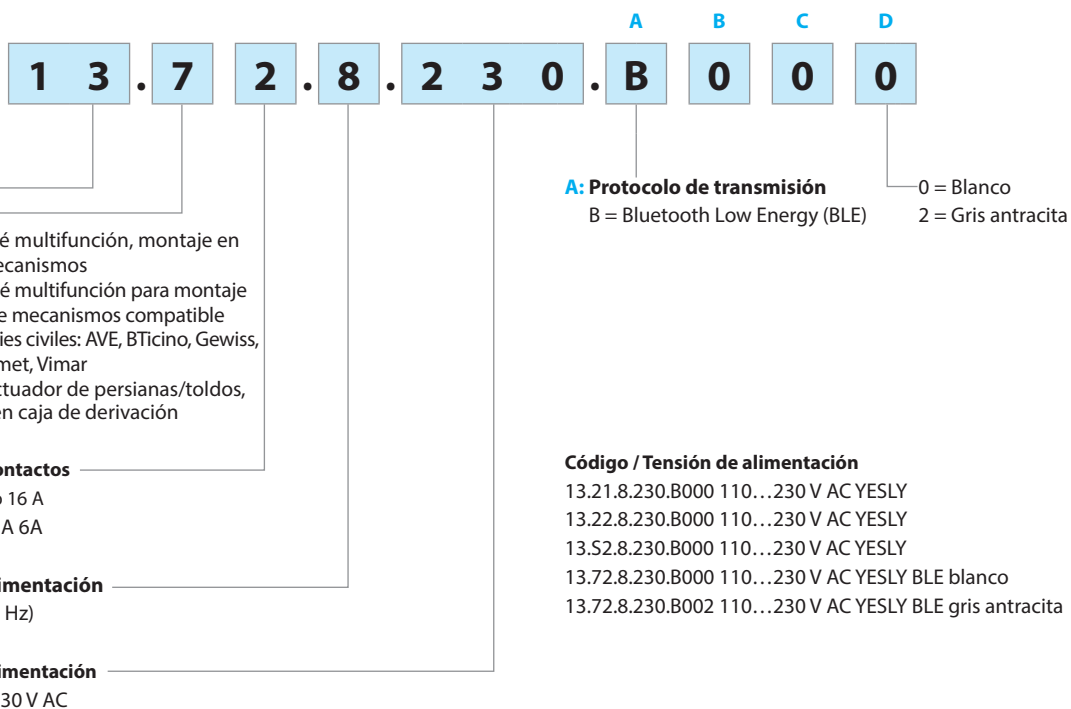 A B C D
1 3 . 7 2 . 8 . 2 3 0 . B 0 0 0
A: Protocolo de transmisión
B = Bluetooth Low Energy (BLE)
0 = Blanco
2 = Gris antracita
é multifunción, montaje en
ecanismos
é multifunción para montaje
e mecanismos compatible
ies civiles: AVE, BTicino, Gewiss,
met, Vimar
ctuador de persianas/toldos,
en caja de derivación
ontactos
o 16 A
A 6A
imentación
Hz)
imentación
30 V AC
Código / Tensión de alimentación
13.21.8.230.B000 110…230 V AC YESLY
13.22.8.230.B000 110…230 V AC YESLY
13.S2.8.230.B000 110…230 V AC YESLY
13.72.8.230.B000 110…230 V AC YESLY BLE blanco
13.72.8.230.B002 110…230 V AC YESLY BLE gris antracita